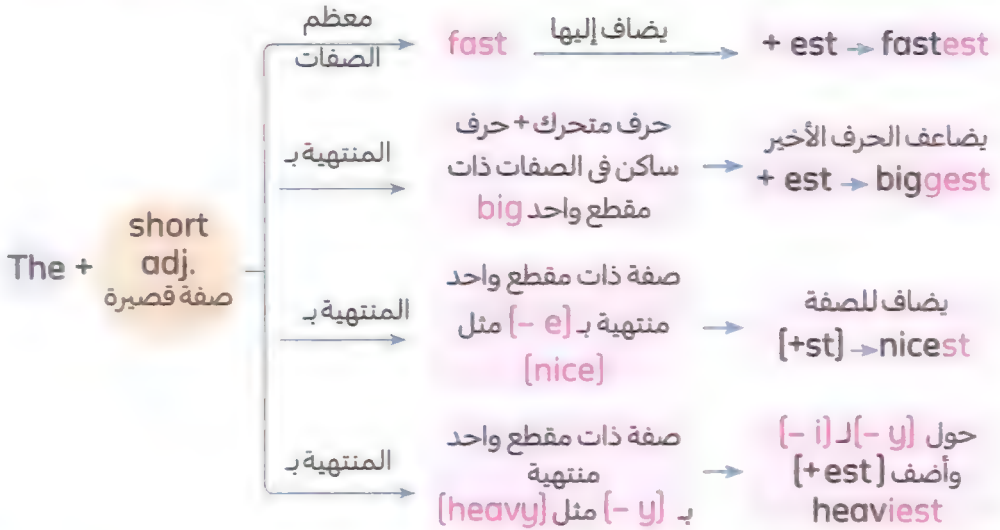 The +
short
adj.
صفة قصيرة
معظم
الصفات
fast
يضاف إليها
+ est → fastest
المنتهية بـ
حرف متحرك + حرف
ساكن فى الصفات ذات
مقطع واحد big
يضاعف الحرف الأخير
+ est → biggest
المنتهية بـ
صفة ذات مقطع واحد
منتهية بـ (e –) مثل
(nice)
يضاف للصفة
(+st) → nicest
المنتهية بـ
صفة ذات مقطع واحد
منتهية
بـ (y –) مثل (heavy)
حول (y –) لـ (i –)
وأضف (+est)
heaviest